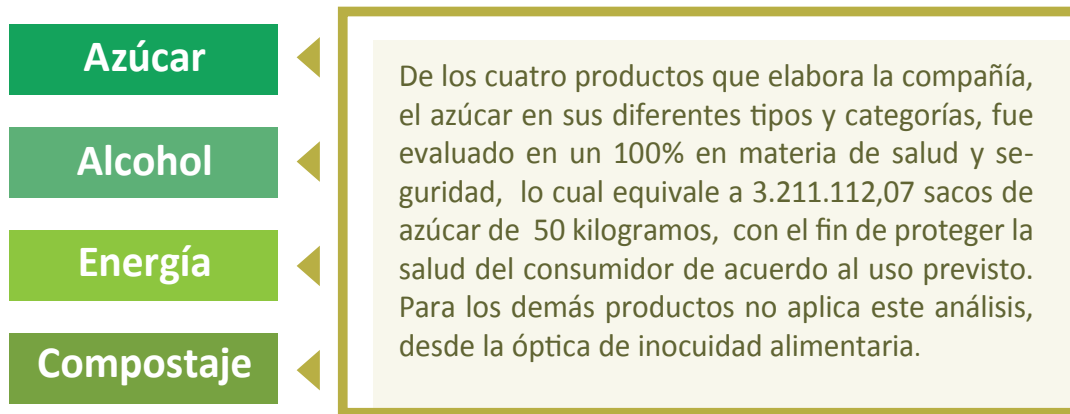 Azúcar
Alcohol
Energía
Compostaje
De los cuatro productos que elabora la compañía,
el azúcar en sus diferentes tipos y categorías, fue
evaluado en un 100% en materia de salud y se-
guridad, lo cual equivale a 3.211.112,07 sacos de
azúcar de 50 kilogramos, con el fin de proteger la
salud del consumidor de acuerdo al uso previsto.
Para los demás productos no aplica este análisis,
desde la óptica de inocuidad alimentaria.